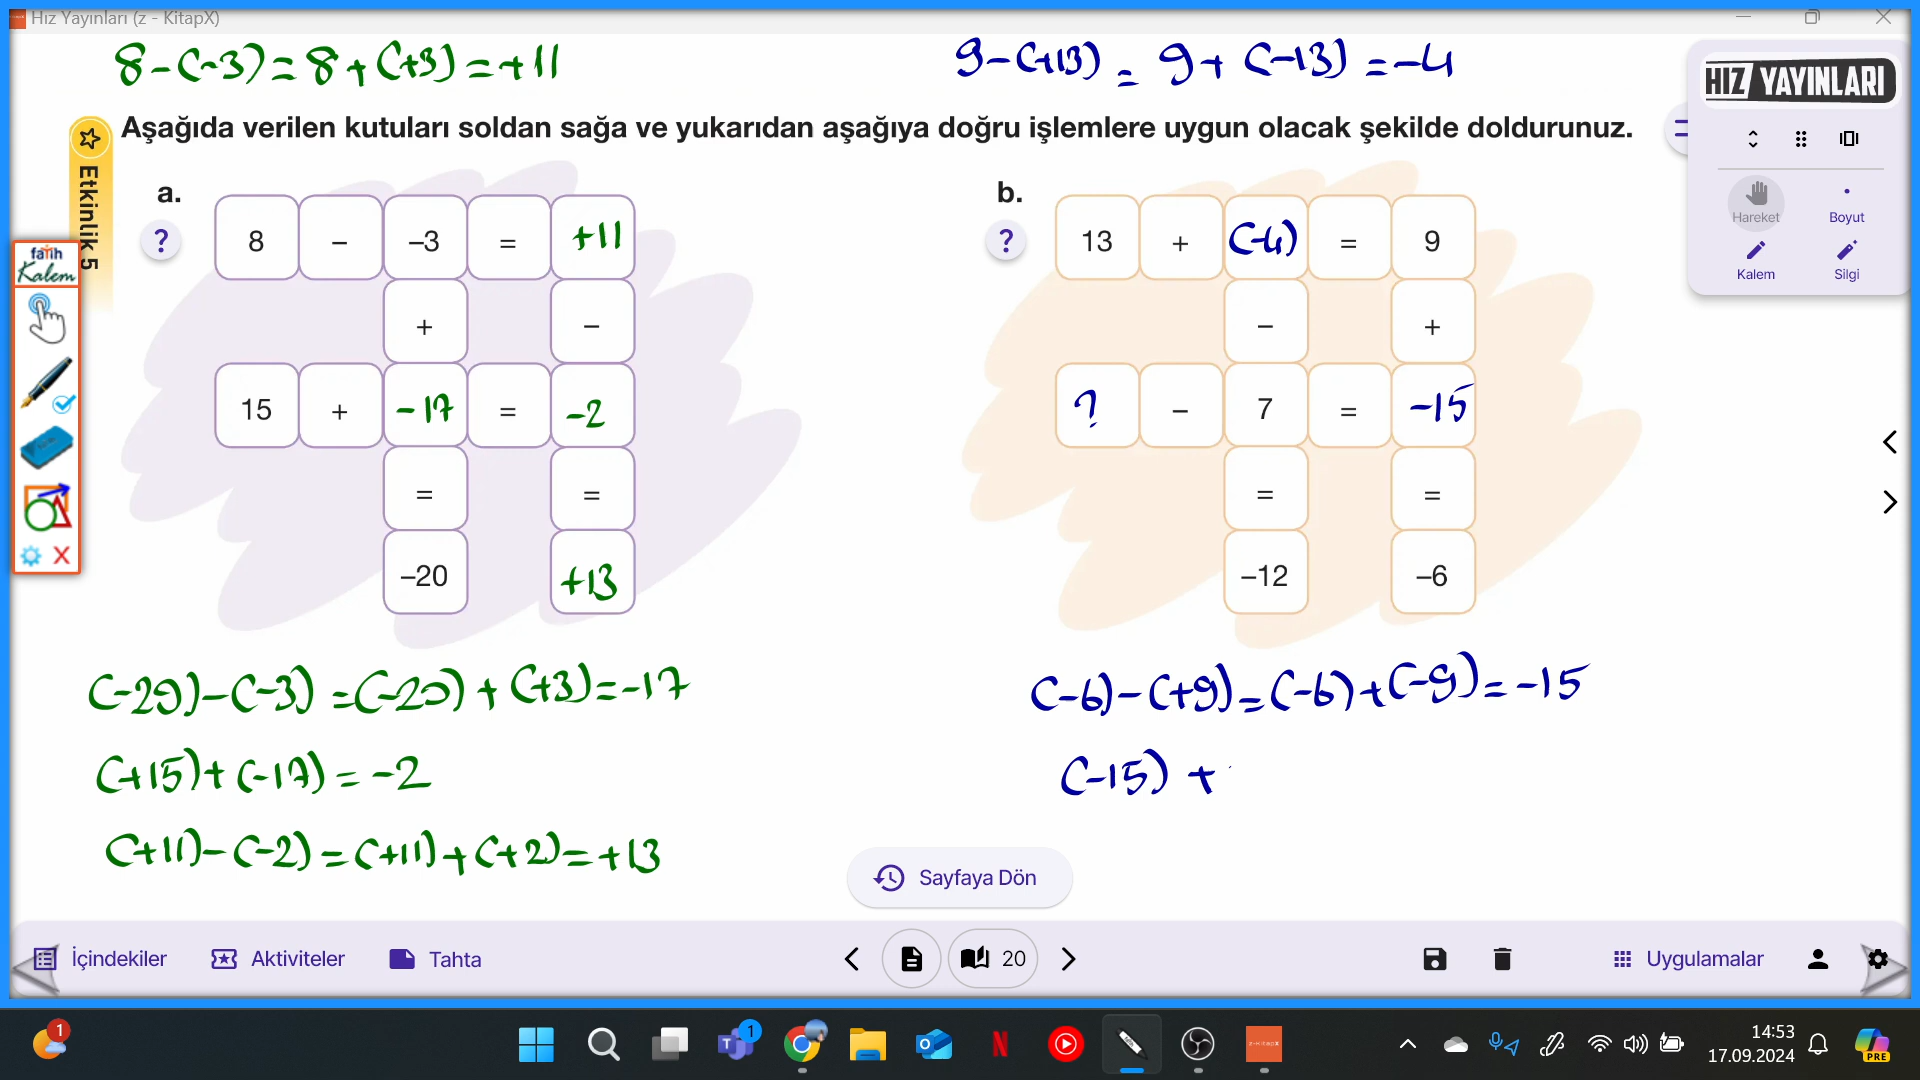 Hız Yayınları (z - KitapX)
8-(-3)=8+(+3)=+11
9-(+13) = 9+(-13)=-4
HIZ YAYINLARI
Hareket
Boyut
Kalem
Silgi
Etkinlik 5
Aşağıda verilen kutuları soldan sağa ve yukarıdan aşağıya doğru işlemlere uygun olacak şekilde doldurunuz.
fatih
Kalem
a.
?
8 – –3 = +11
+ –
15 + -17 = -2
= =
–20 +13
(-20)-(-3)=(-20)+(+3)=-17
(+15)+(-17)=-2
(+11)-(-2)=(+11)+(+2)=+13
b.
?
13 + (-4) = 9
– +
? – 7 = -15
= =
–12 –6
(-6)-(+9)=(-6)+(-9)=-15
(-15) +
Sayfaya Dön
İçindekiler
Aktiviteler
Tahta
20
Uygulamalar
1
1
14:53
17.09.2024
PRE